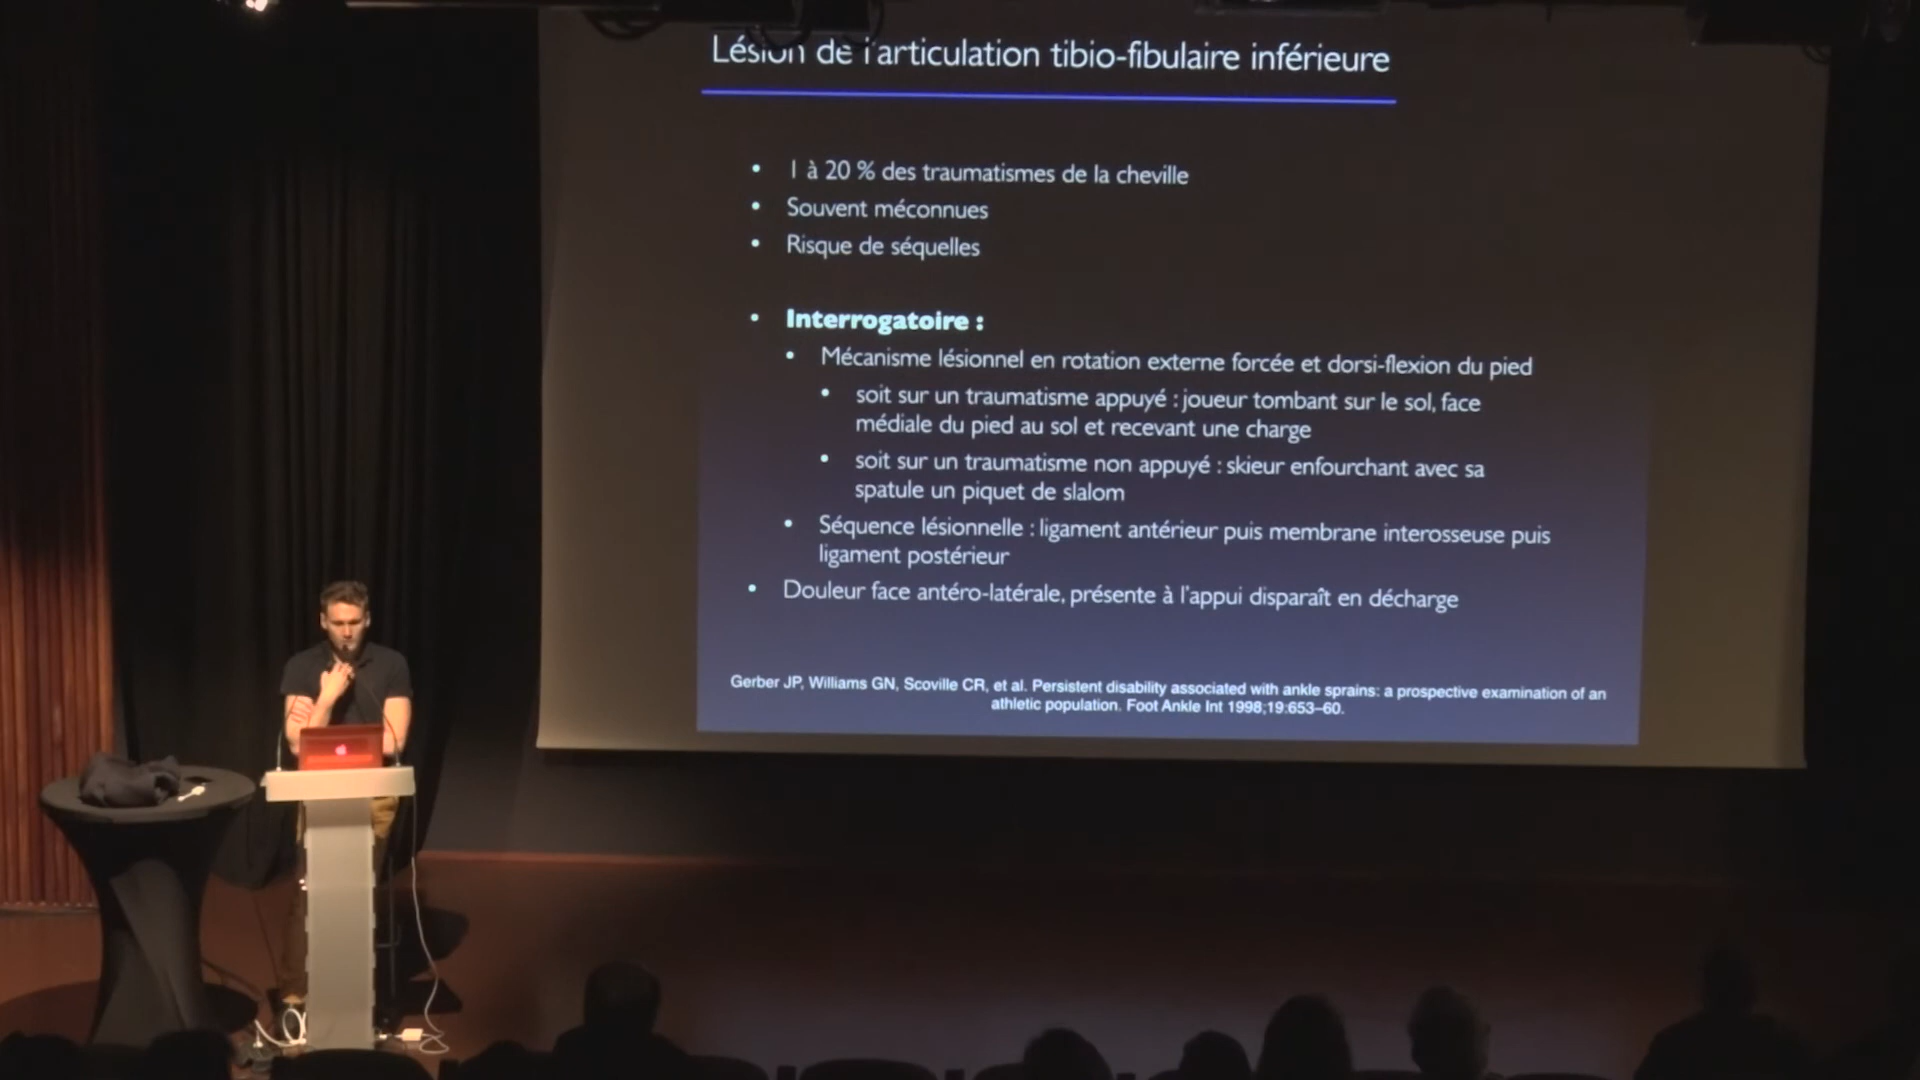 Lésion de l'articulation tibio-fibulaire inférieure
• 1 à 20 % des traumatismes de la cheville
• Souvent méconnues
• Risque de séquelles
• Interrogatoire :
• Mécanisme lésionnel en rotation externe forcée et dorsi-flexion du pied
• soit sur un traumatisme appuyé : joueur tombant sur le sol, face
médiale du pied au sol et recevant une charge
• soit sur un traumatisme non appuyé : skieur enfourchant avec sa
spatule un piquet de slalom
• Séquence lésionnelle : ligament antérieur puis membrane interosseuse puis
ligament postérieur
• Douleur face antéro-latérale, présente à l'appui disparaît en décharge
Gerber JP, Williams GN, Scoville CR, et al. Persistent disability associated with ankle sprains: a prospective examination of an
athletic population. Foot Ankle Int 1998;19:653–60.